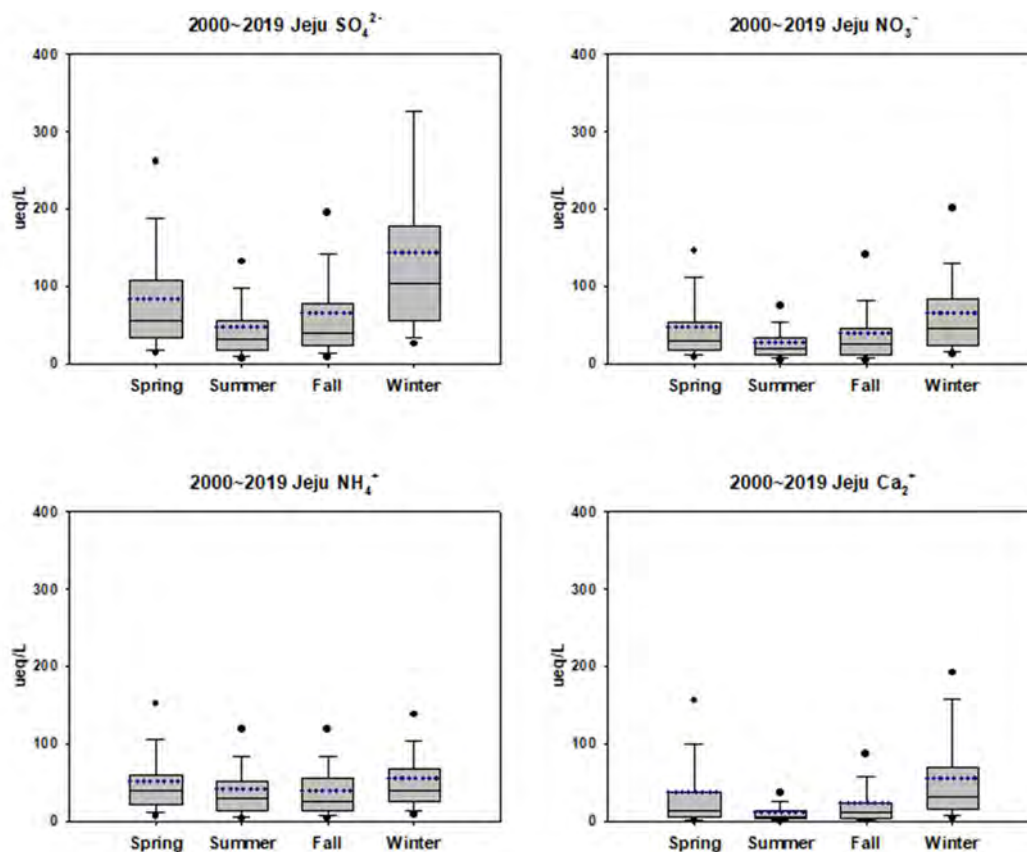 2000~2019 Jeju SO₄²⁻
400
300
200
100
0
ueq/L
Spring Summer Fall Winter
2000~2019 Jeju NO₃⁻
400
300
200
100
0
ueq/L
Spring Summer Fall Winter
2000~2019 Jeju NH₄⁺
400
300
200
100
0
ueq/L
Spring Summer Fall Winter
2000~2019 Jeju Ca₂⁺
400
300
200
100
0
ueq/L
Spring Summer Fall Winter